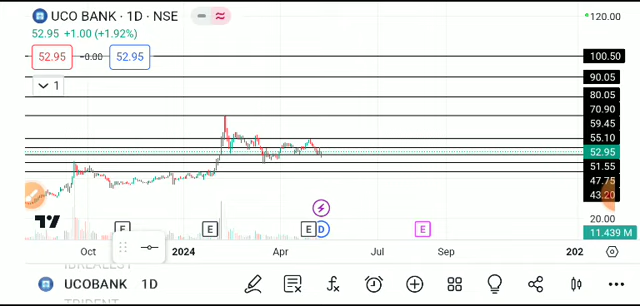 UCO BANK · 1D · NSE
52.95 +1.00 (+1.92%)
52.95 -0.00 52.95
1
120.00
100.50
90.05
80.05
70.90
59.45
55.10
52.95
51.55
47.75
43.20
20.00
11.439 M
E E E D E
Oct 2024 Apr Jul Sep 202
UCOBANK 1D